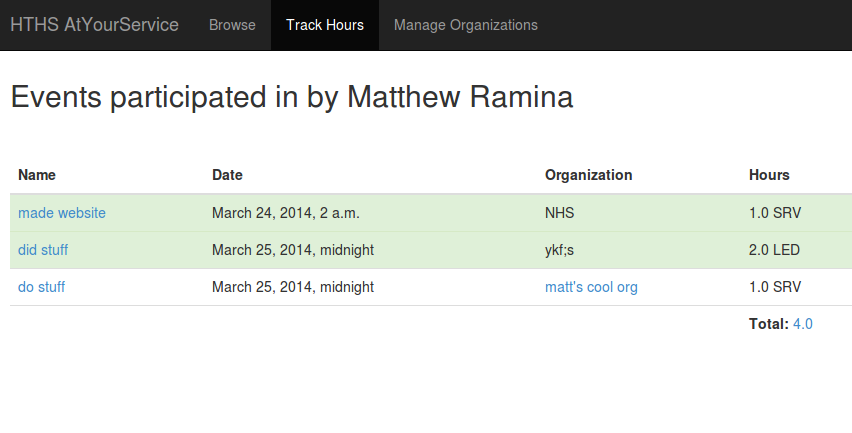 HTHS AtYourService Browse Track Hours Manage Organizations
Events participated in by Matthew Ramina
Name Date Organization Hours
made website March 24, 2014, 2 a.m. NHS 1.0 SRV
did stuff March 25, 2014, midnight ykf;s 2.0 LED
do stuff March 25, 2014, midnight matt's cool org 1.0 SRV
Total: 4.0